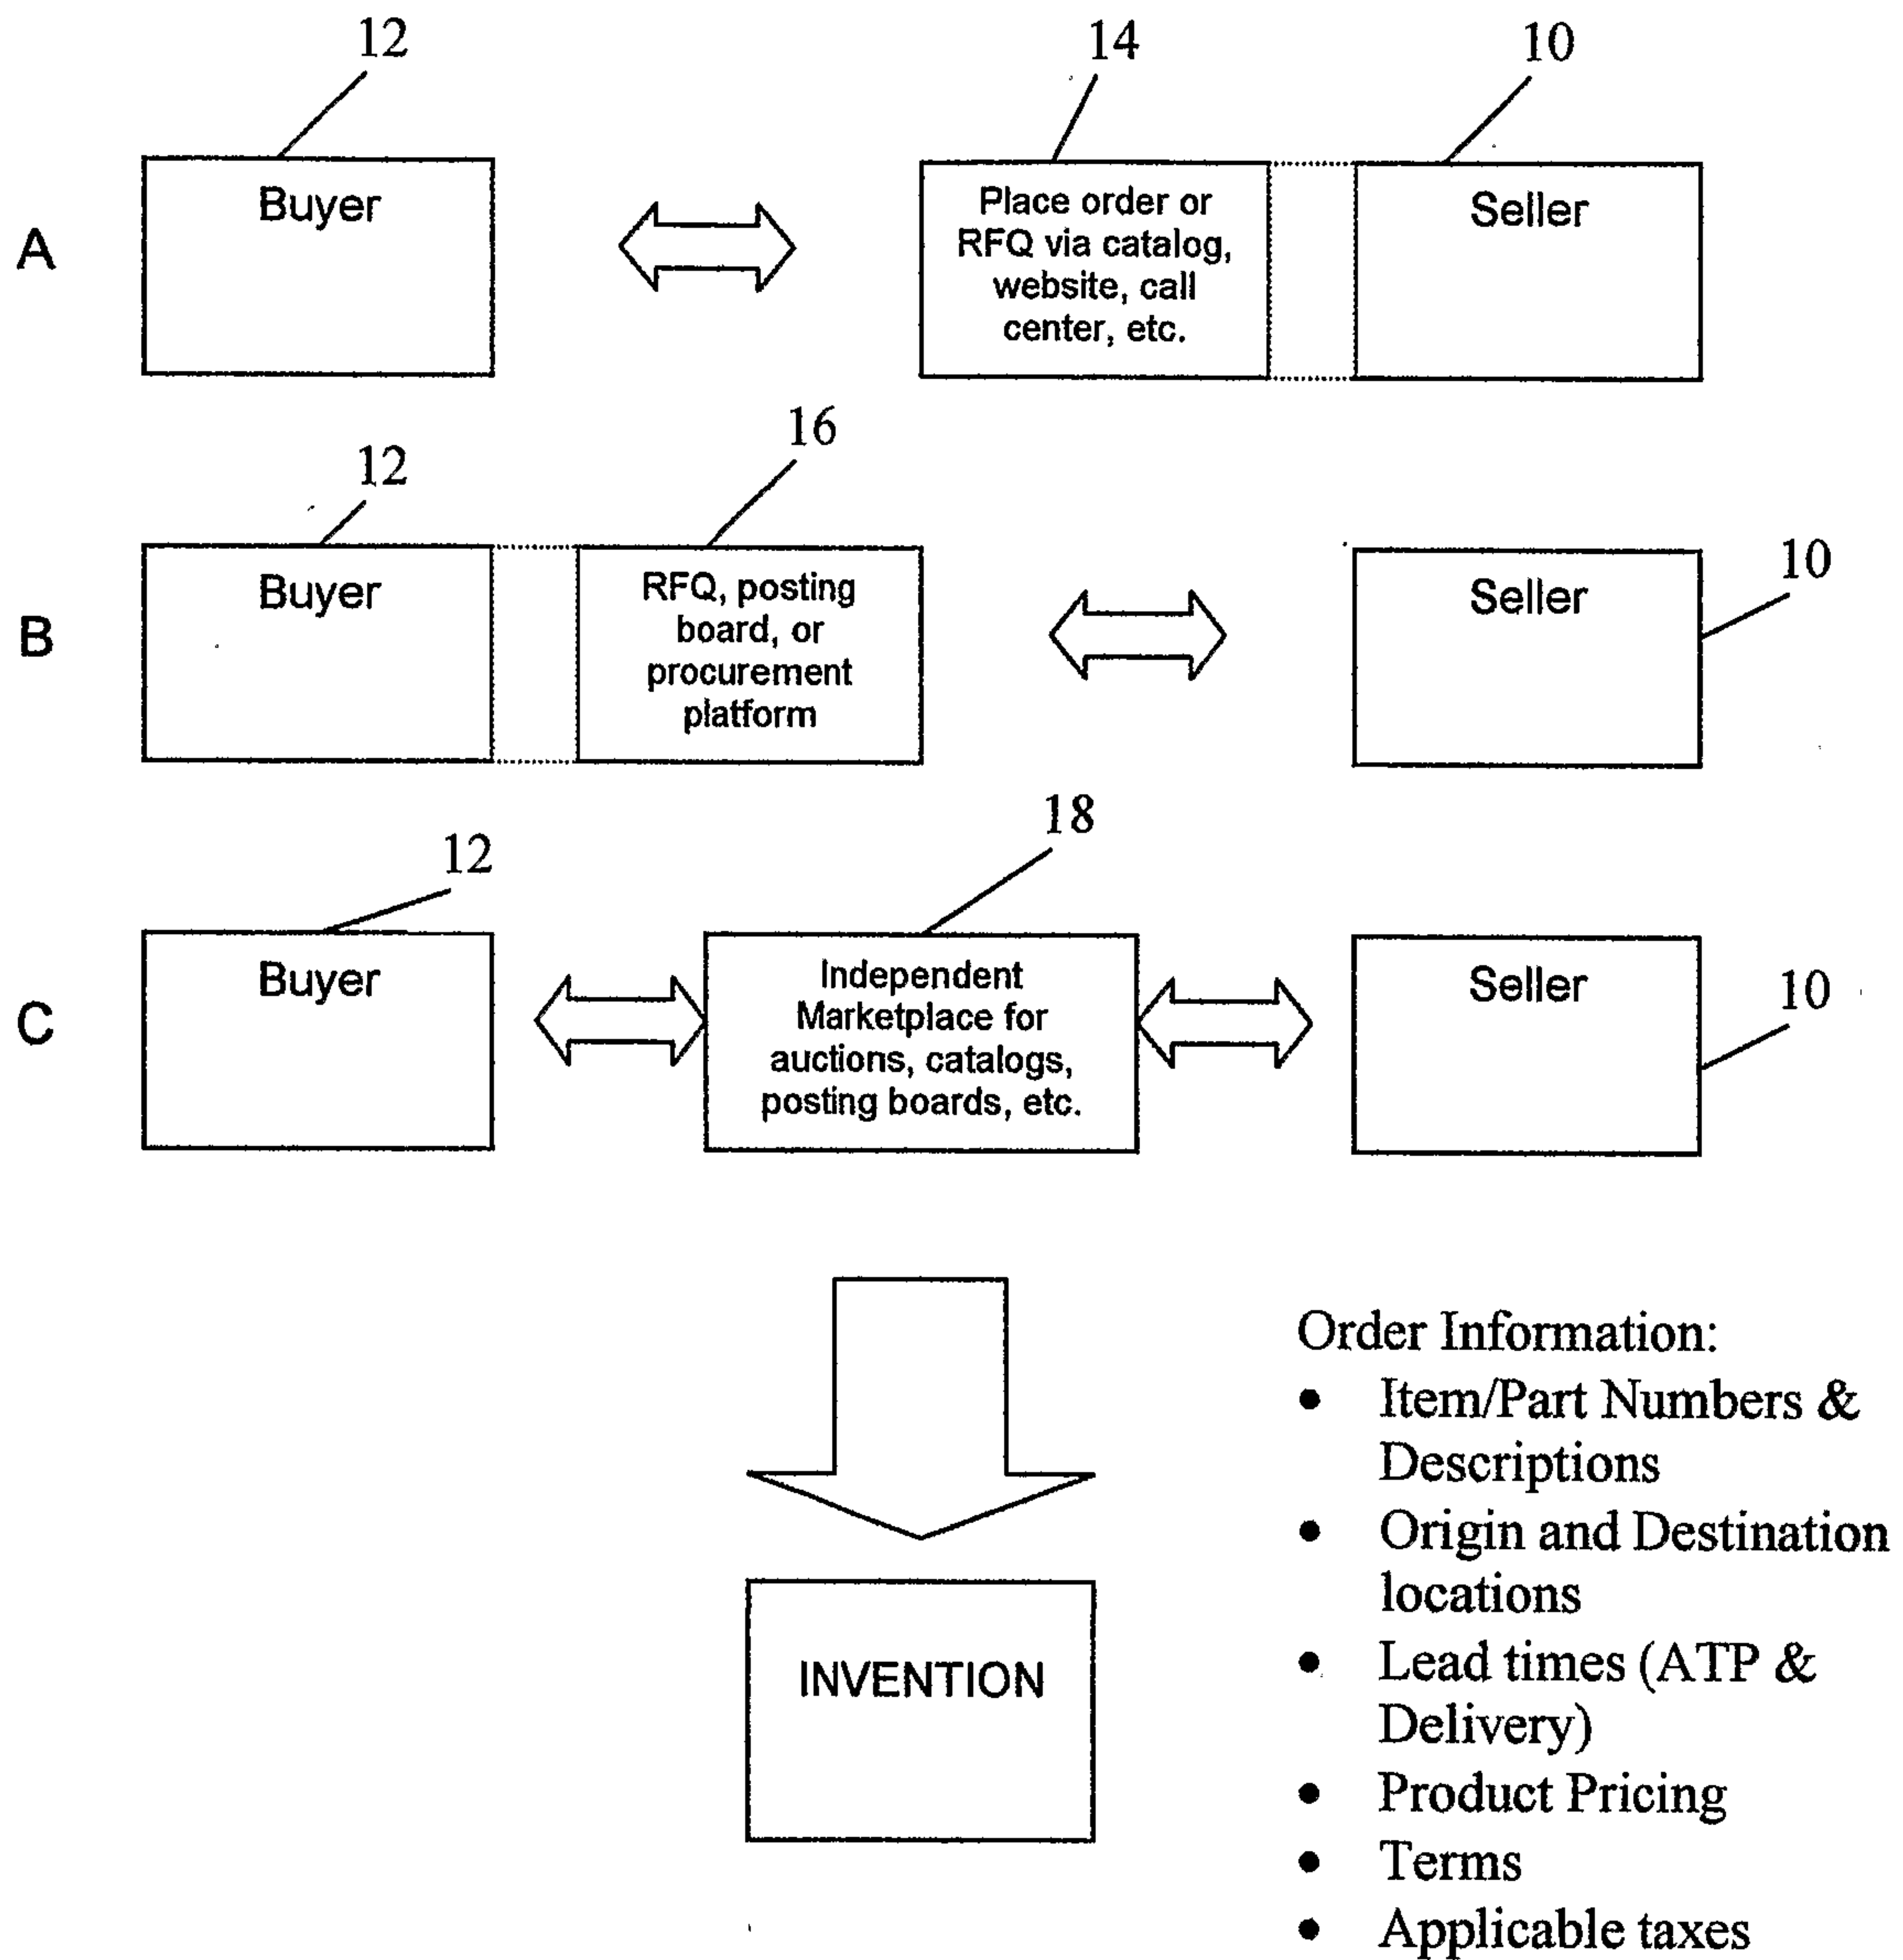 12
14
10
A
Buyer
Place order or
RFQ via catalog,
website, call
center, etc.
Seller
12
16
B
Buyer
RFQ, posting
board, or
procurement
platform
Seller
10
12
18
C
Buyer
Independent
Marketplace for
auctions, catalogs,
posting boards, etc.
Seller
10
INVENTION
Order Information:
• Item/Part Numbers &
Descriptions
• Origin and Destination
locations
• Lead times (ATP &
Delivery)
• Product Pricing
• Terms
• Applicable taxes